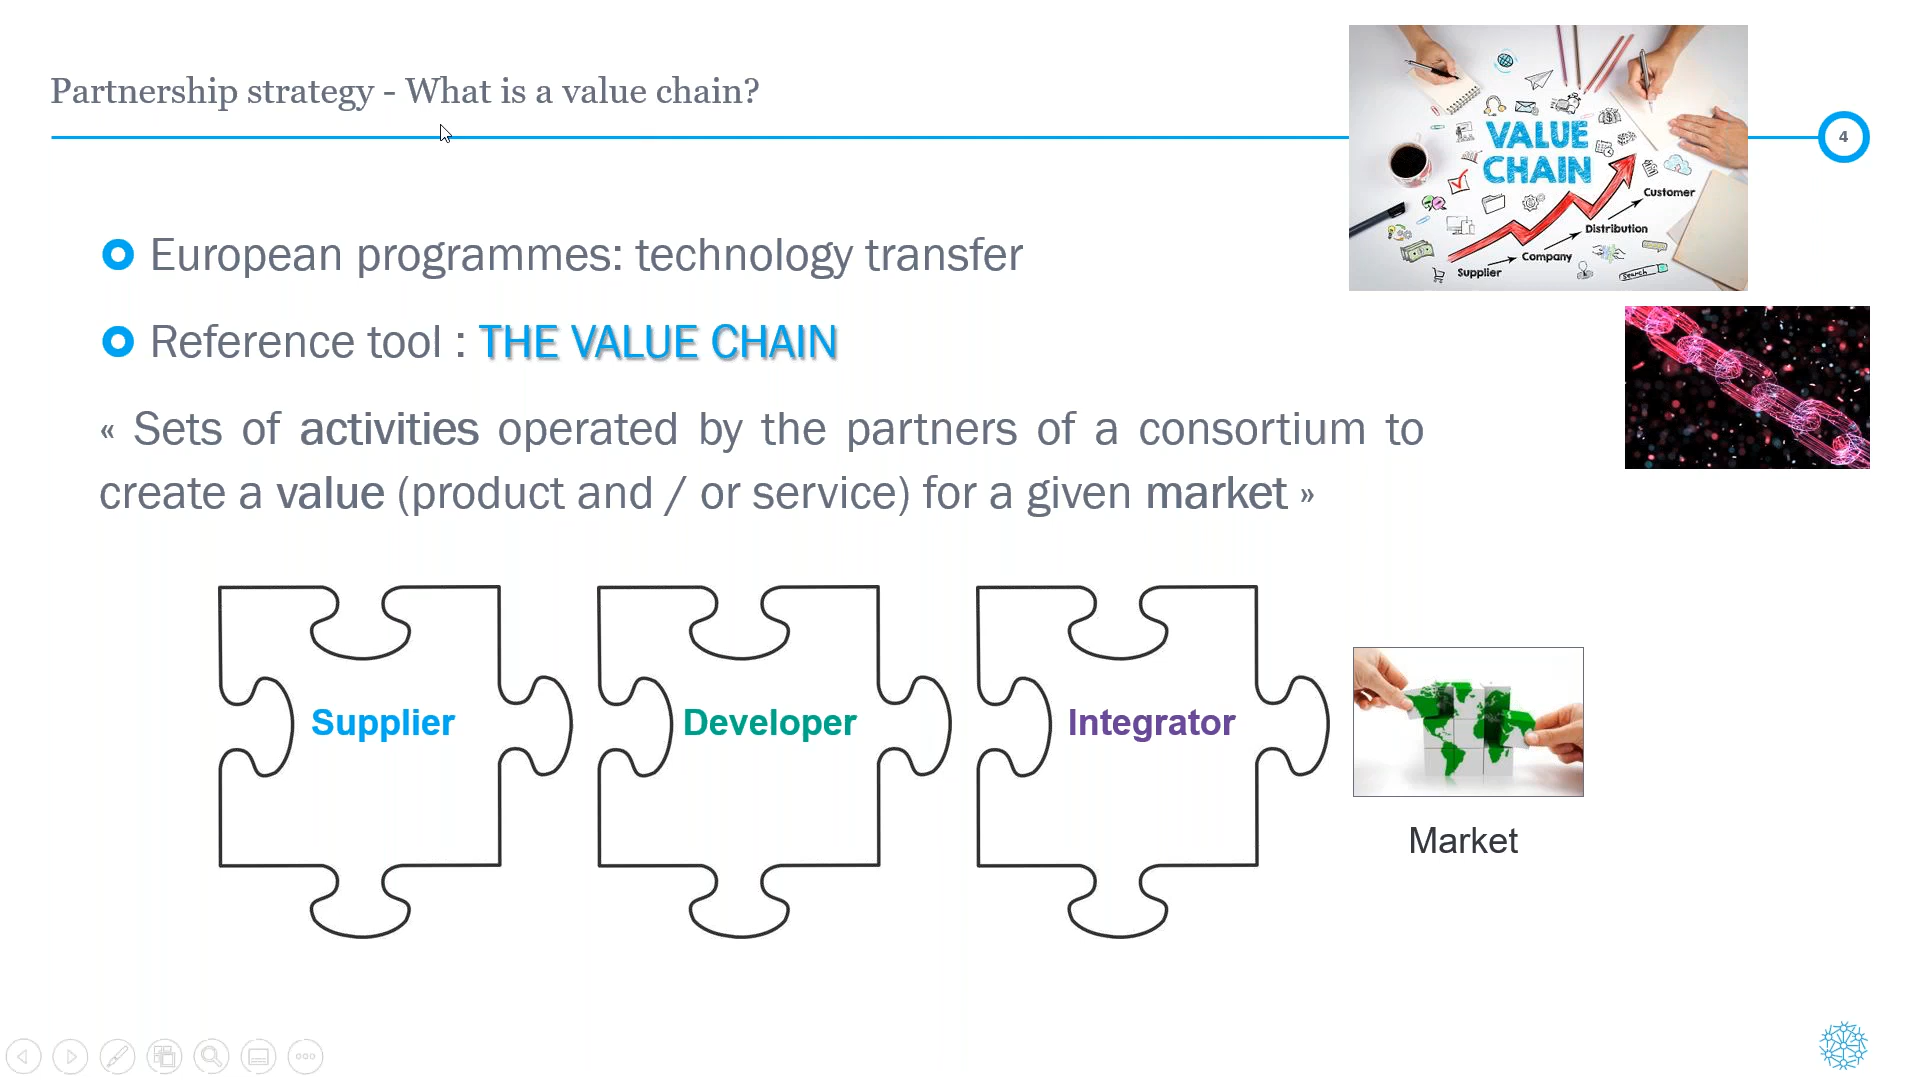 Partnership strategy - What is a value chain?
4
VALUE
CHAIN
Customer
Distribution
Company
Supplier
Search
European programmes: technology transfer
Reference tool : THE VALUE CHAIN
« Sets of activities operated by the partners of a consortium to
create a value (product and / or service) for a given market »
Supplier
Developer
Integrator
Market